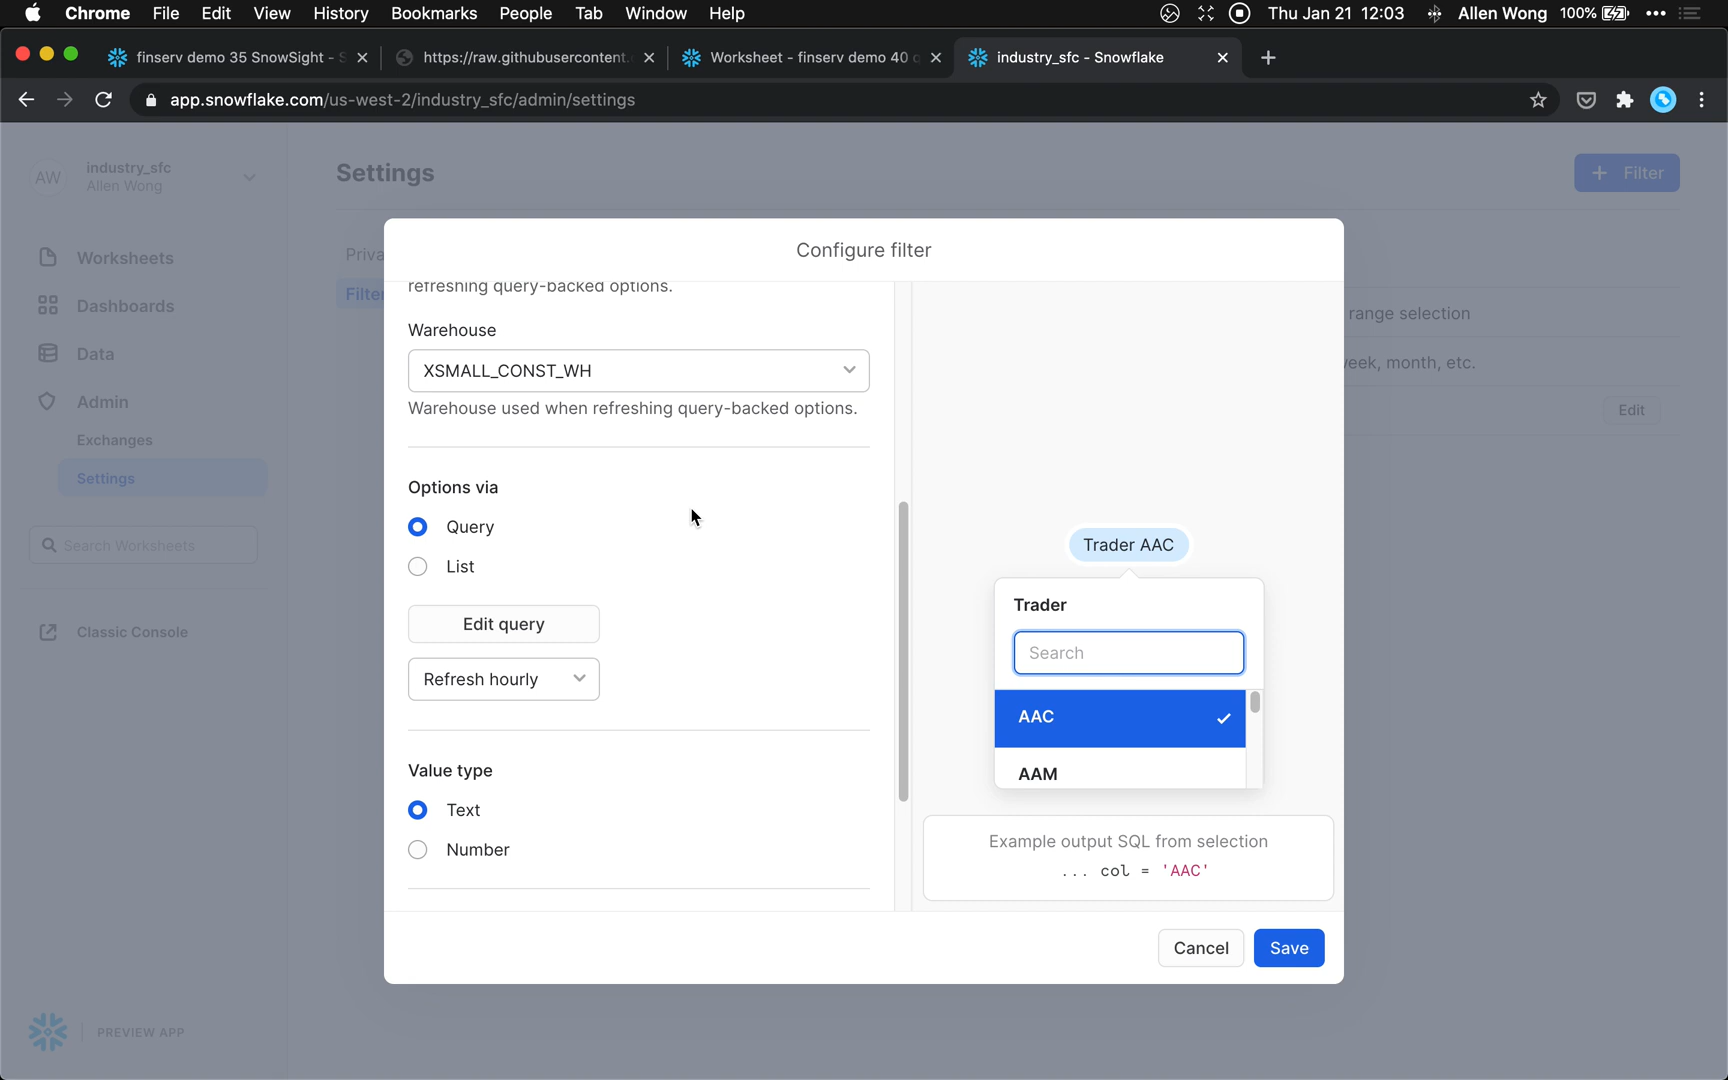 Chrome File Edit View History Bookmarks People Tab Window Help Thu Jan 21 12:03 Allen Wong 100%
finserv demo 35 SnowSight - https://raw.githubusercontent. Worksheet - finserv demo 40 industry_sfc - Snowflake
app.snowflake.com/us-west-2/industry_sfc/admin/settings
AW
industry_sfc
Allen Wong
Worksheets
Dashboards
Data
Admin
Exchanges
Settings
Search Worksheets
Classic Console
PREVIEW APP
Settings
+ Filter
range selection
week, month, etc.
Edit
Configure filter
refreshing query-backed options.
Warehouse
XSMALL_CONST_WH
Warehouse used when refreshing query-backed options.
Options via
Query
List
Edit query
Refresh hourly
Value type
Text
Number
Trader AAC
Trader
Search
AAC
AAM
Example output SQL from selection
... col = 'AAC'
Cancel Save